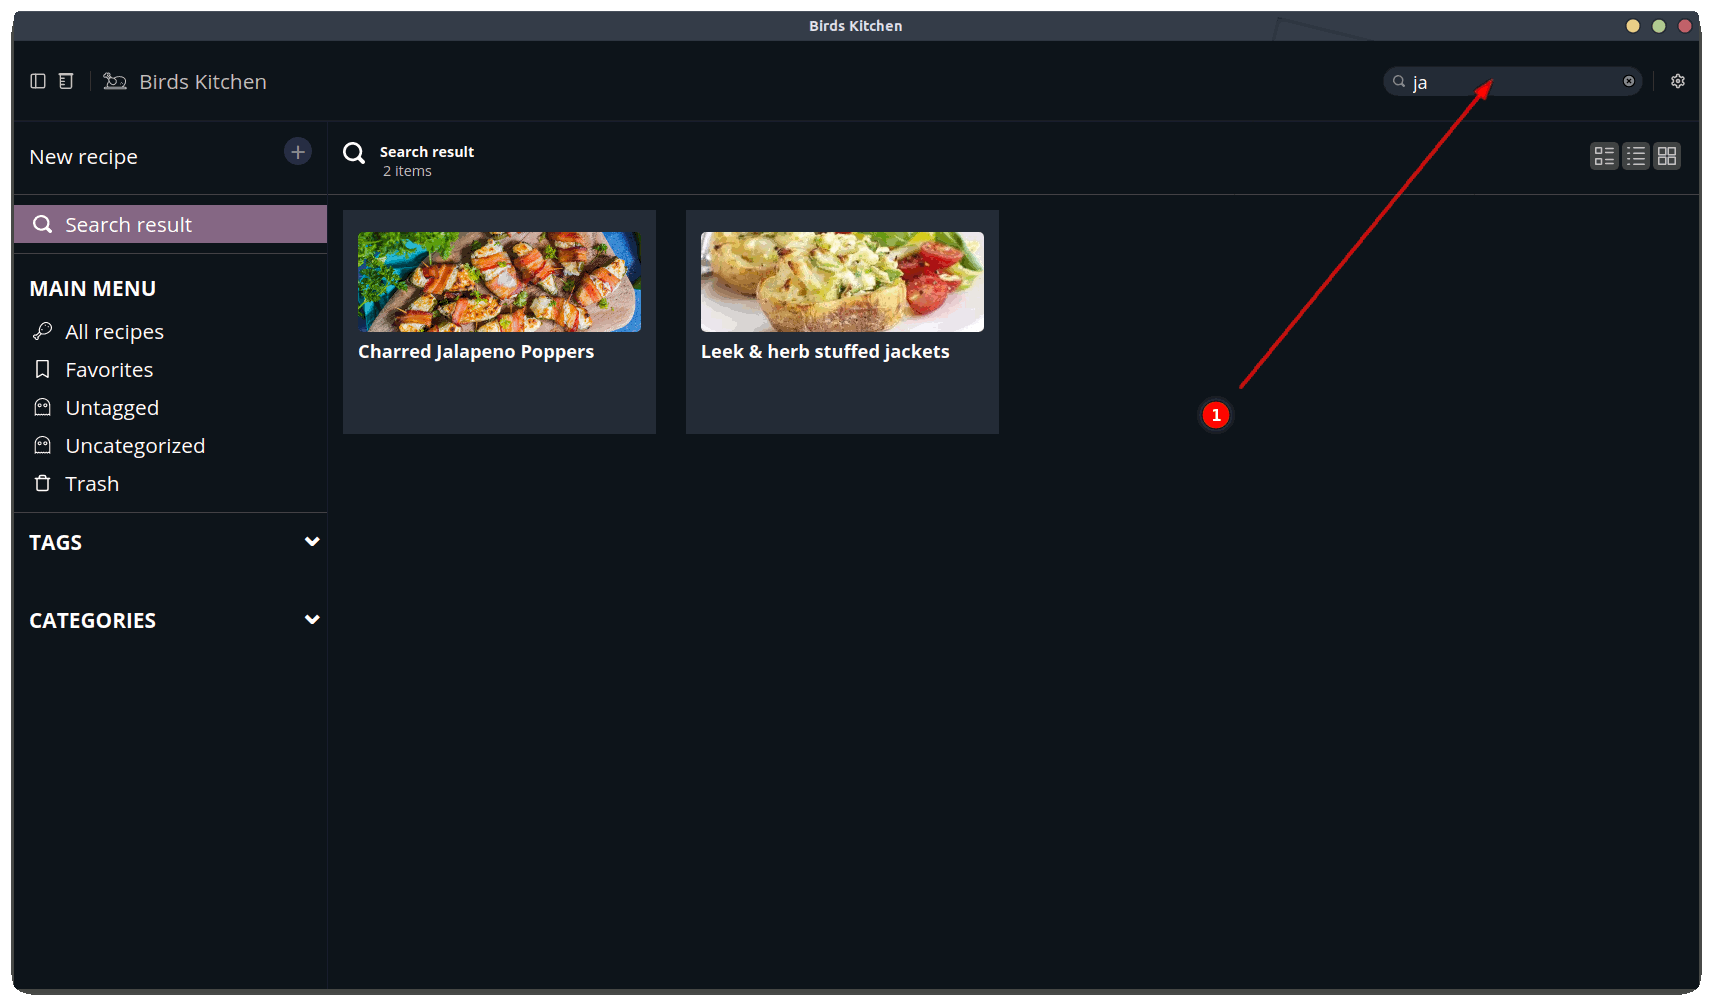 Birds Kitchen
Birds Kitchen
ja
New recipe
Search result
2 items
Search result
Charred Jalapeno Poppers
Leek & herb stuffed jackets
MAIN MENU
All recipes
Favorites
Untagged
Uncategorized
Trash
1
TAGS
CATEGORIES